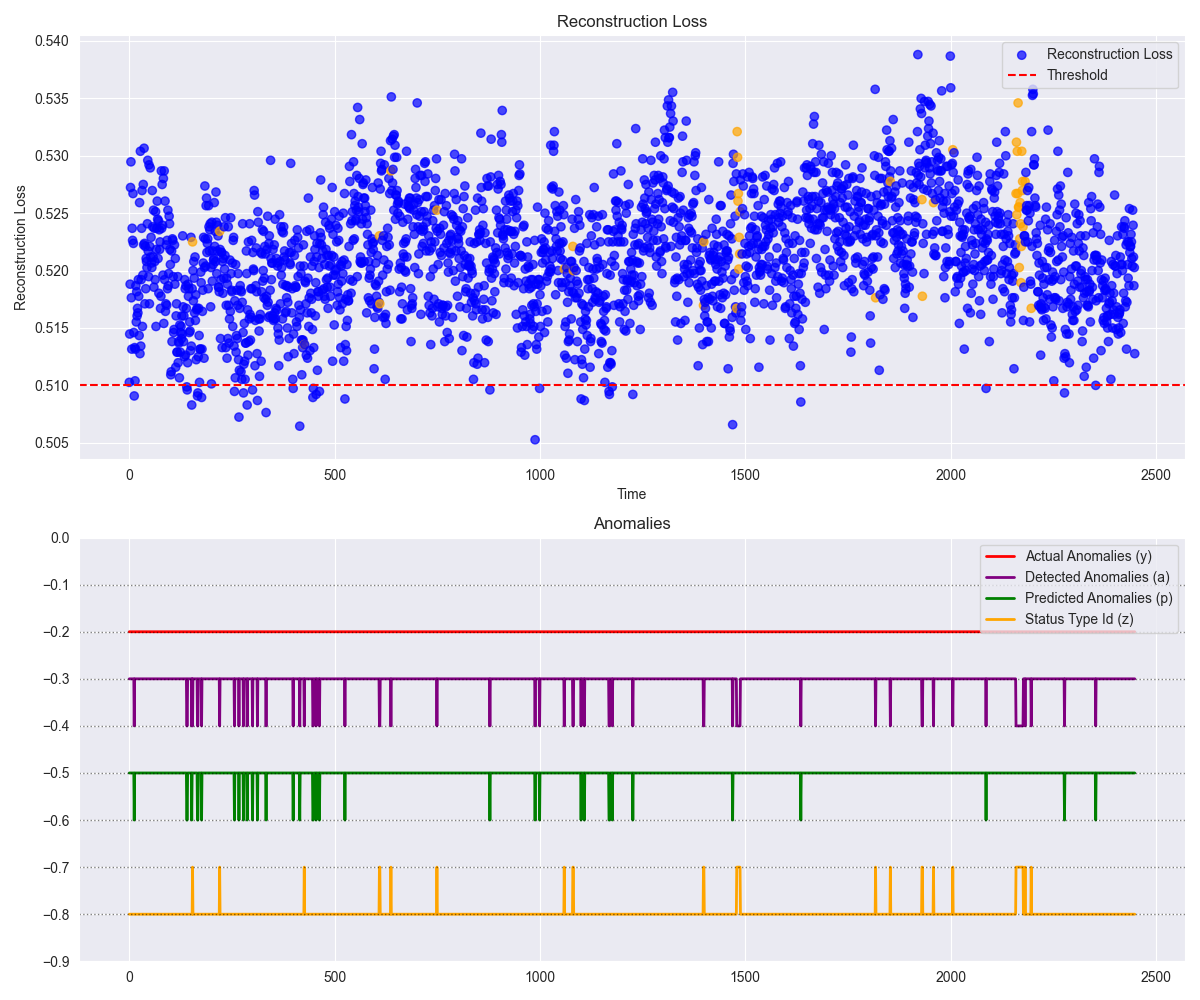 Reconstruction Loss
0.540
0.535
0.530
0.525
0.520
0.515
0.510
0.505
Reconstruction Loss
Reconstruction Loss
Threshold
0 500 1000 1500 2000 2500
Time
Anomalies
0.0
−0.1
−0.2
−0.3
−0.4
−0.5
−0.6
−0.7
−0.8
−0.9
Actual Anomalies (y)
Detected Anomalies (a)
Predicted Anomalies (p)
Status Type Id (z)
0 500 1000 1500 2000 2500